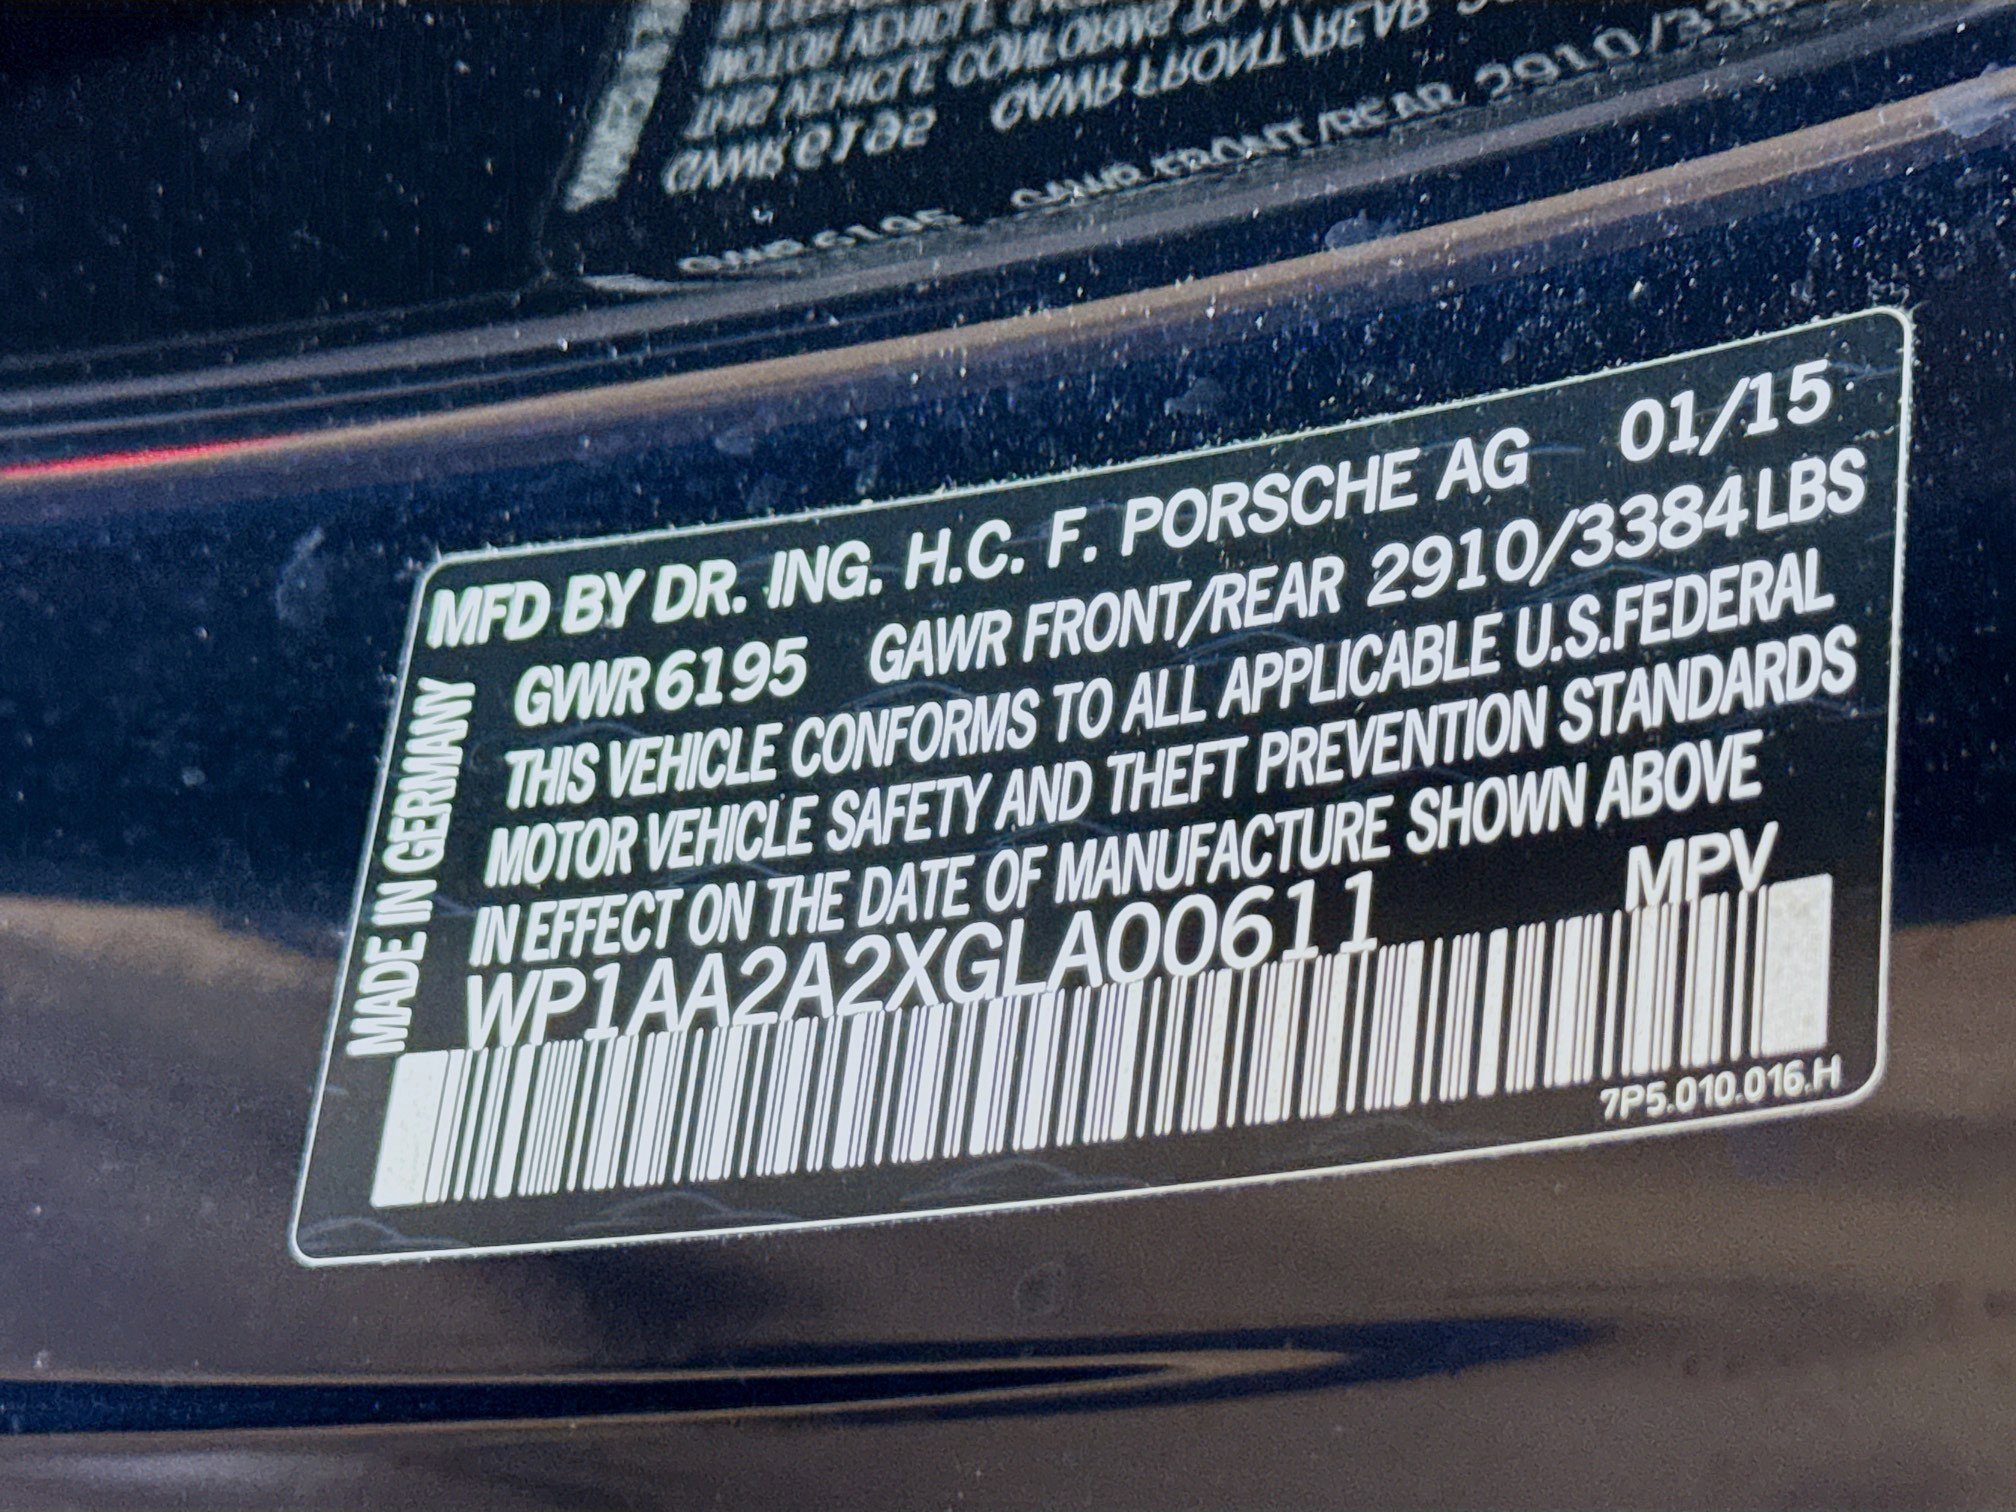 MFD BY DR. ING. H.C. F. PORSCHE AG 01/15
GVWR 6195 GAWR FRONT/REAR 2910/3384 LBS
THIS VEHICLE CONFORMS TO ALL APPLICABLE U.S.FEDERAL
MOTOR VEHICLE SAFETY AND THEFT PREVENTION STANDARDS
IN EFFECT ON THE DATE OF MANUFACTURE SHOWN ABOVE
WP1AA2A2XGLA00611 MPV
7P5.010.016.H
MADE IN GERMANY